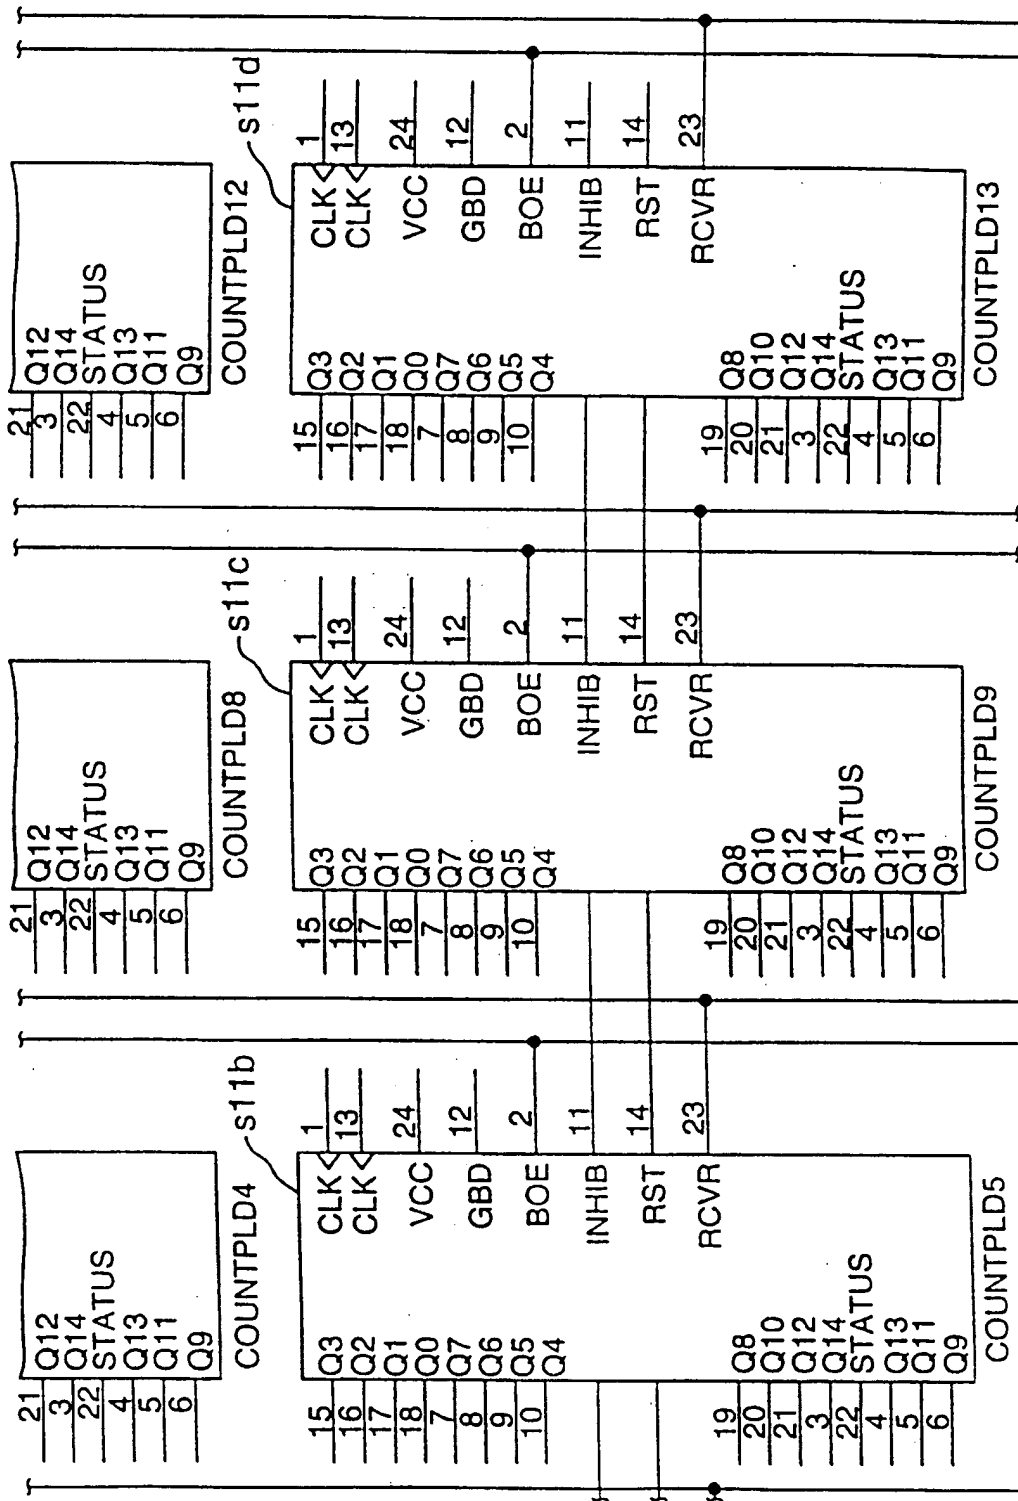 21 Q12
3 Q14
22 STATUS
4 Q13
5 Q11
6 Q9
COUNTPLD4
21 Q12
3 Q14
22 STATUS
4 Q13
5 Q11
6 Q9
COUNTPLD8
21 Q12
3 Q14
22 STATUS
4 Q13
5 Q11
6 Q9
COUNTPLD12
s11b
15 Q3 CLK 1
16 Q2 CLK 13
17 Q1
18 Q0 VCC 24
7 Q7
8 Q6 GBD 12
9 Q5
10 Q4 BOE 2
INHIB 11
RST 14
RCVR 23
19 Q8
20 Q10
21 Q12
3 Q14
22 STATUS
4 Q13
5 Q11
6 Q9
COUNTPLD5
s11c
15 Q3 CLK 1
16 Q2 CLK 13
17 Q1
18 Q0 VCC 24
7 Q7
8 Q6 GBD 12
9 Q5
10 Q4 BOE 2
INHIB 11
RST 14
RCVR 23
19 Q8
20 Q10
21 Q12
3 Q14
22 STATUS
4 Q13
5 Q11
6 Q9
COUNTPLD9
s11d
15 Q3 CLK 1
16 Q2 CLK 13
17 Q1
18 Q0 VCC 24
7 Q7
8 Q6 GBD 12
9 Q5
10 Q4 BOE 2
INHIB 11
RST 14
RCVR 23
19 Q8
20 Q10
21 Q12
3 Q14
22 STATUS
4 Q13
5 Q11
6 Q9
COUNTPLD13